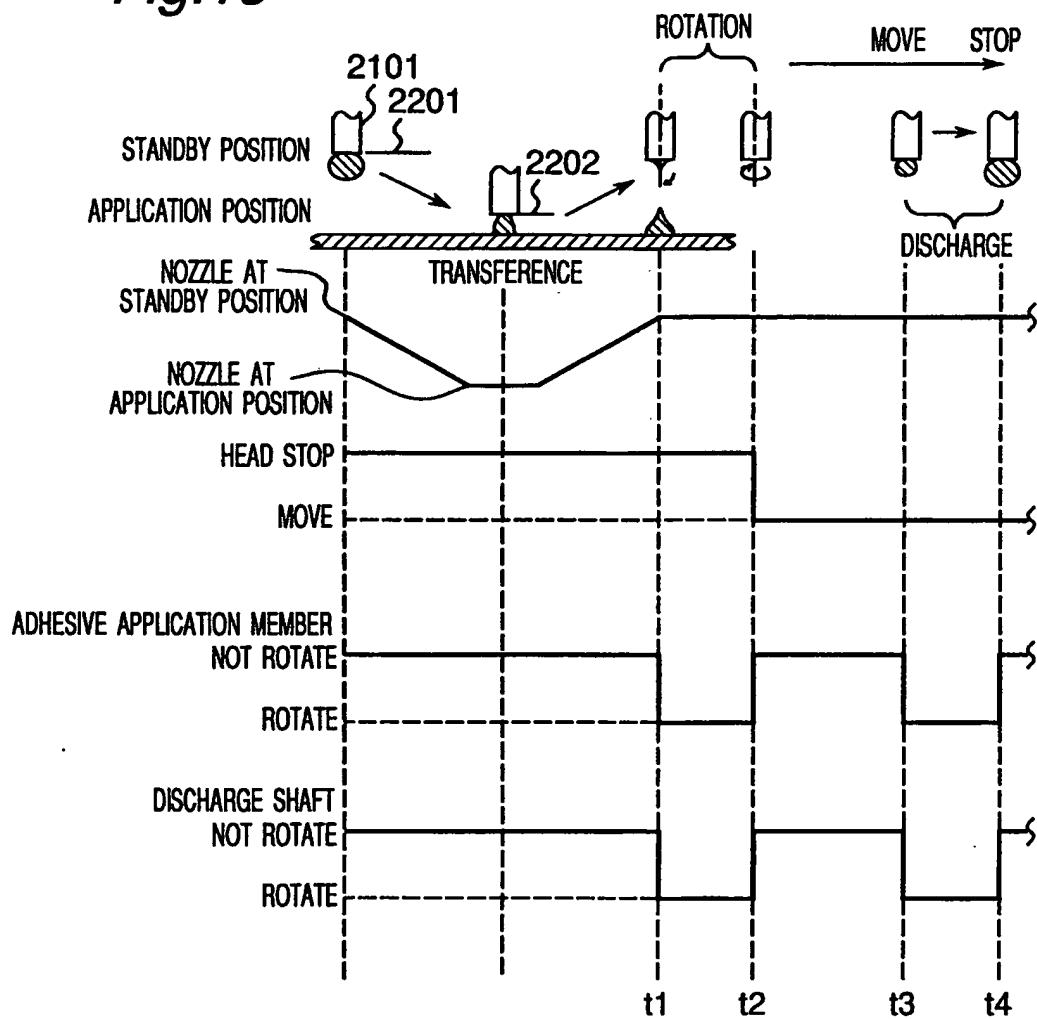 ROTATION
MOVE STOP
2101
2201
STANDBY POSITION
2202
APPLICATION POSITION
DISCHARGE
TRANSFERENCE
NOZZLE AT
STANDBY POSITION
NOZZLE AT
APPLICATION POSITION
HEAD STOP
MOVE
ADHESIVE APPLICATION MEMBER
NOT ROTATE
ROTATE
DISCHARGE SHAFT
NOT ROTATE
ROTATE
t1 t2 t3 t4